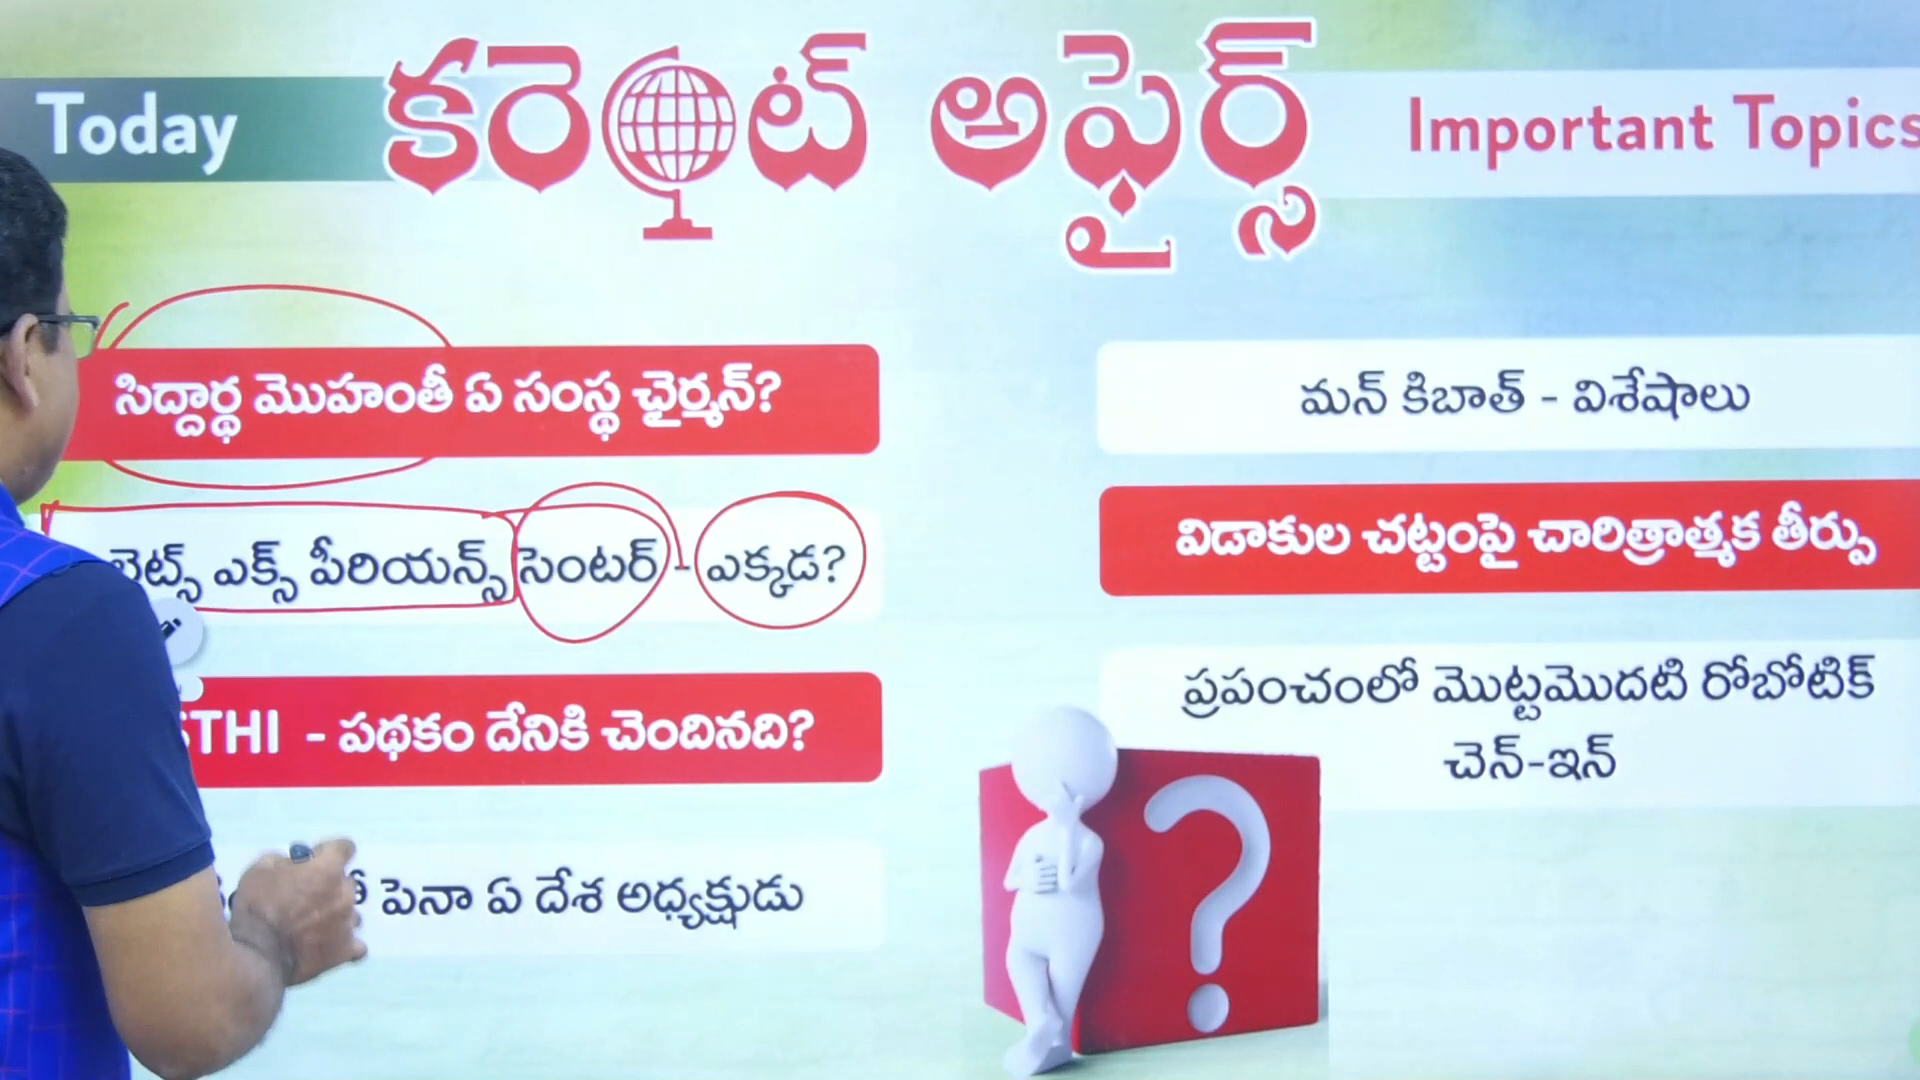 Today
కరెంట్ అఫైర్స్
Important Topics
సిద్ధార్థ మొహంతీ ఏ సంస్థ ఛైర్మన్?
లెట్స్ ఎక్స్ పీరియన్స్ సెంటర్ - ఎక్కడ?
STHI - పథకం దేనికి చెందినది?
పెనా ఏ దేశ అధ్యక్షుడు
మన్ కిబాత్ - విశేషాలు
విడాకుల చట్టంపై చారిత్రాత్మక తీర్పు
ప్రపంచంలో మొట్టమొదటి రోబోటిక్
చెన్-ఇన్